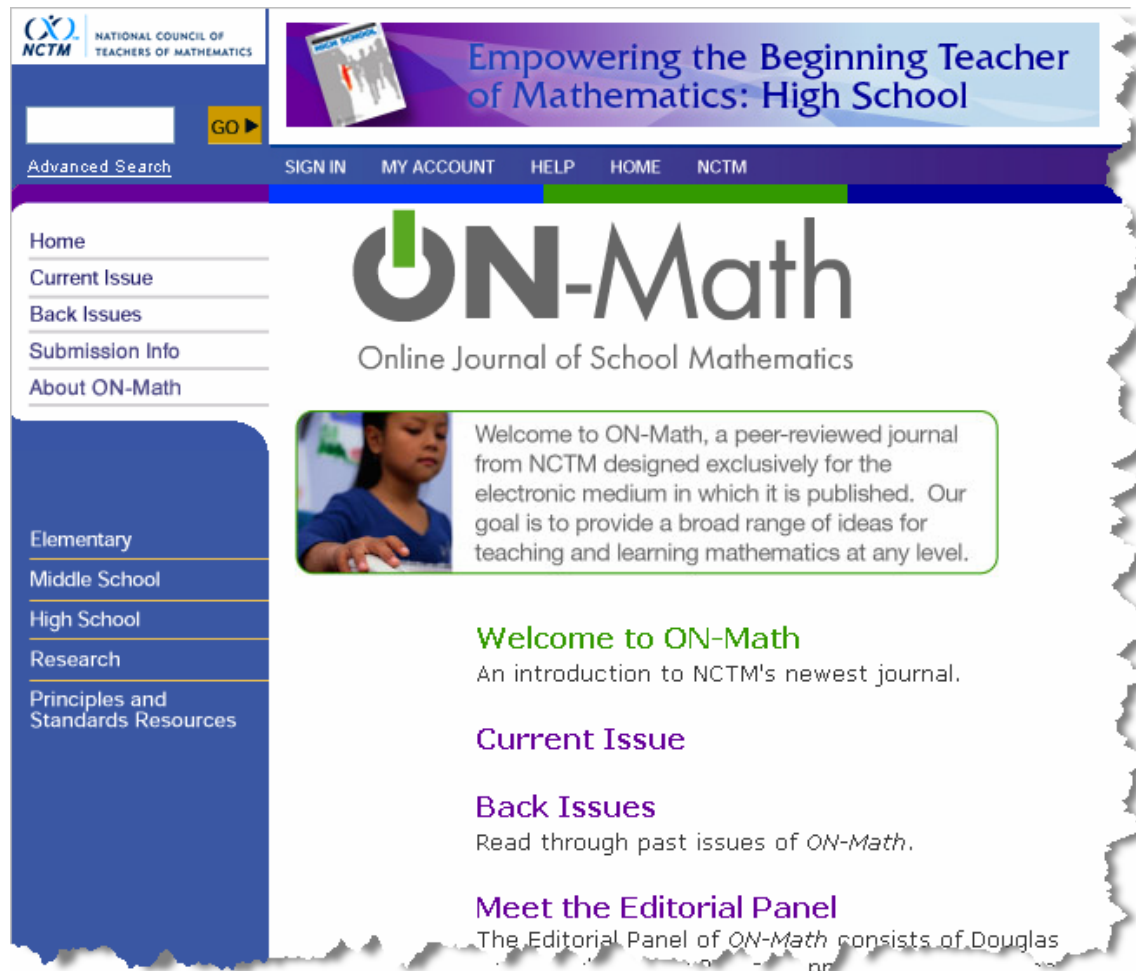 NCTM
NATIONAL COUNCIL OF
TEACHERS OF MATHEMATICS
HIGH SCHOOL
Empowering the Beginning Teacher
of Mathematics: High School
GO
Advanced Search
SIGN IN MY ACCOUNT HELP HOME NCTM
Home
Current Issue
Back Issues
Submission Info
About ON-Math
ON-Math
Online Journal of School Mathematics
Welcome to ON-Math, a peer-reviewed journal
from NCTM designed exclusively for the
electronic medium in which it is published. Our
goal is to provide a broad range of ideas for
teaching and learning mathematics at any level.
Elementary
Middle School
High School
Research
Principles and
Standards Resources
Welcome to ON-Math
An introduction to NCTM's newest journal.
Current Issue
Back Issues
Read through past issues of ON-Math.
Meet the Editorial Panel
The Editorial Panel of ON-Math consists of Douglas